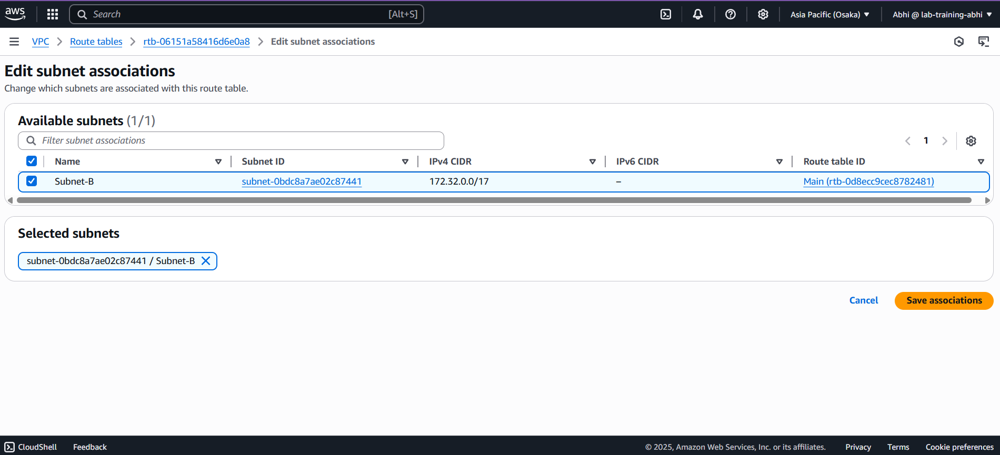 aws
Search [Alt+S]
Asia Pacific (Osaka)
Abhi @ lab-training-abhi
VPC
Route tables
rtb-06151a58416d6e0a8
Edit subnet associations
Edit subnet associations
Change which subnets are associated with this route table.
Available subnets (1/1)
Filter subnet associations
1
Name Subnet ID IPv4 CIDR IPv6 CIDR Route table ID
Subnet-B subnet-0bdc8a7ae02c87441 172.32.0.0/17 – Main (rtb-0d8ecc9cec8782481)
Selected subnets
subnet-0bdc8a7ae02c87441 / Subnet-B
Cancel Save associations
CloudShell Feedback © 2025, Amazon Web Services, Inc. or its affiliates. Privacy Terms Cookie preferences